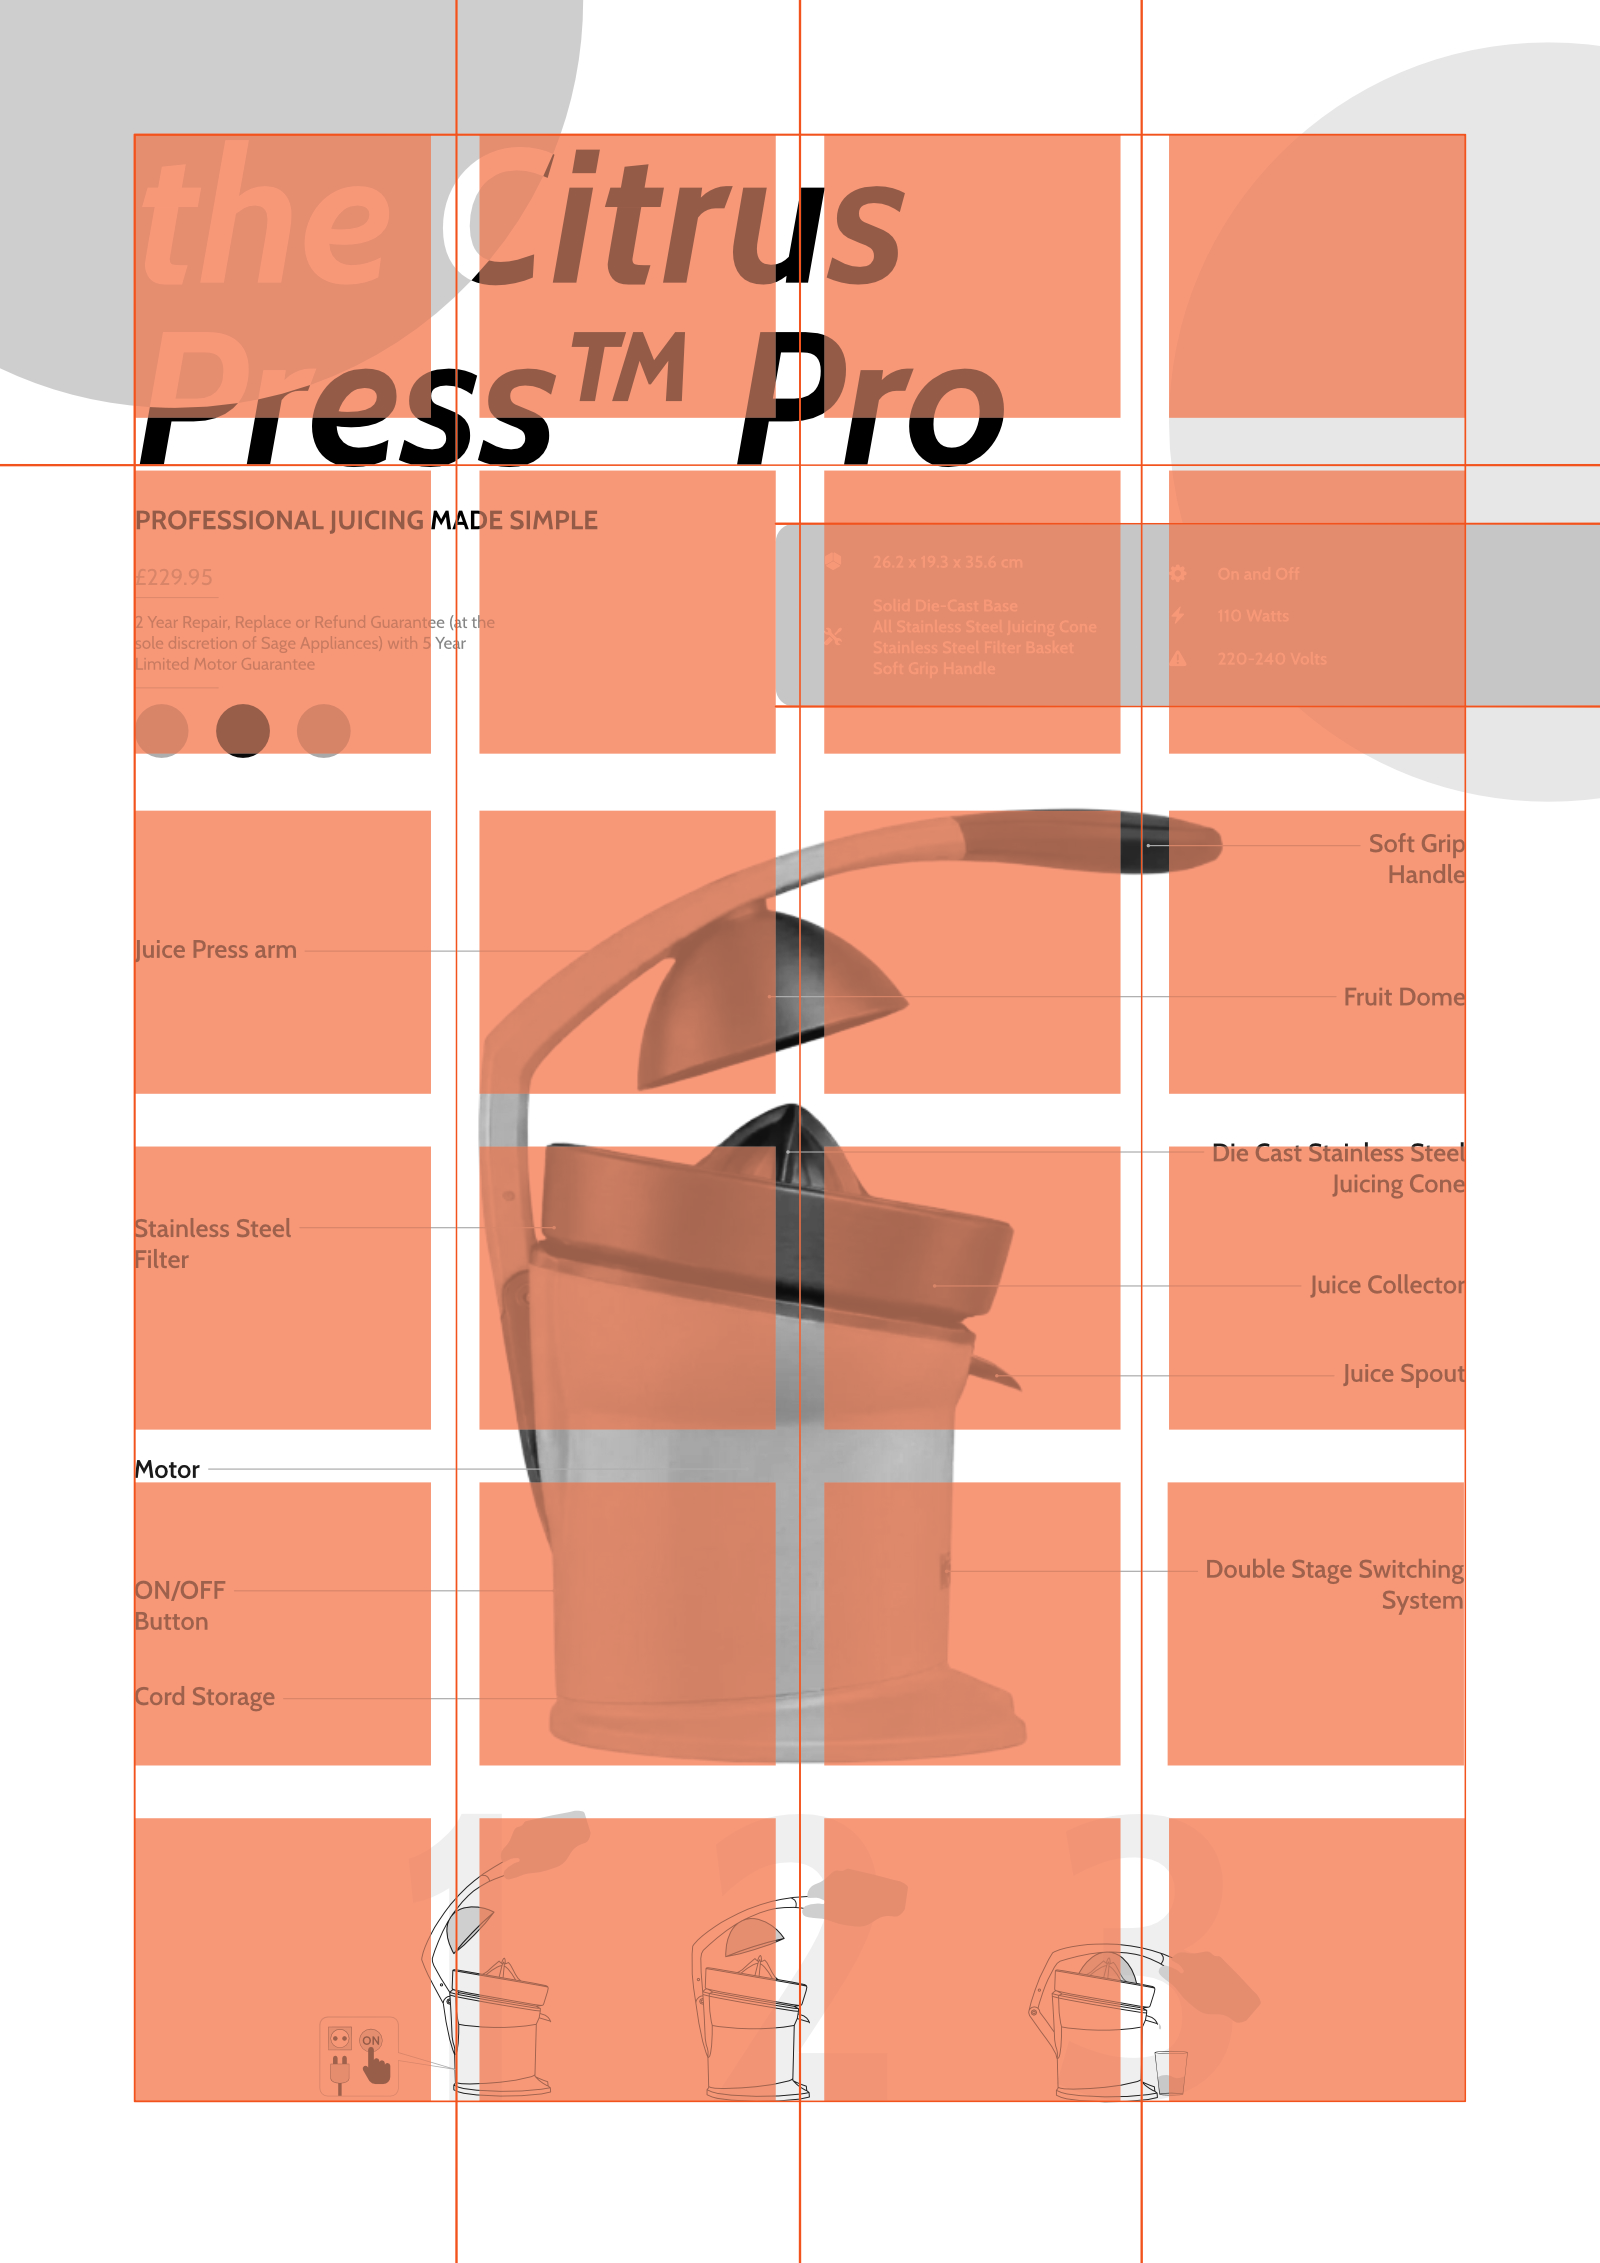 the Citrus
Press™ Pro
PROFESSIONAL JUICING MADE SIMPLE
£229.95
2 Year Repair, Replace or Refund Guarantee (at the
sole discretion of Sage Appliances) with 5 Year
Limited Motor Guarantee
26.2 x 19.3 x 35.6 cm
Solid Die-Cast Base
All Stainless Steel Juicing Cone
Stainless Steel Filter Basket
Soft Grip Handle
On and Off
110 Watts
220-240 Volts
Soft Grip
Handle
Juice Press arm
Fruit Dome
Die Cast Stainless Steel
Juicing Cone
Stainless Steel
Filter
Juice Collector
Juice Spout
Motor
Double Stage Switching
System
ON/OFF
Button
Cord Storage
1
2
3
ON